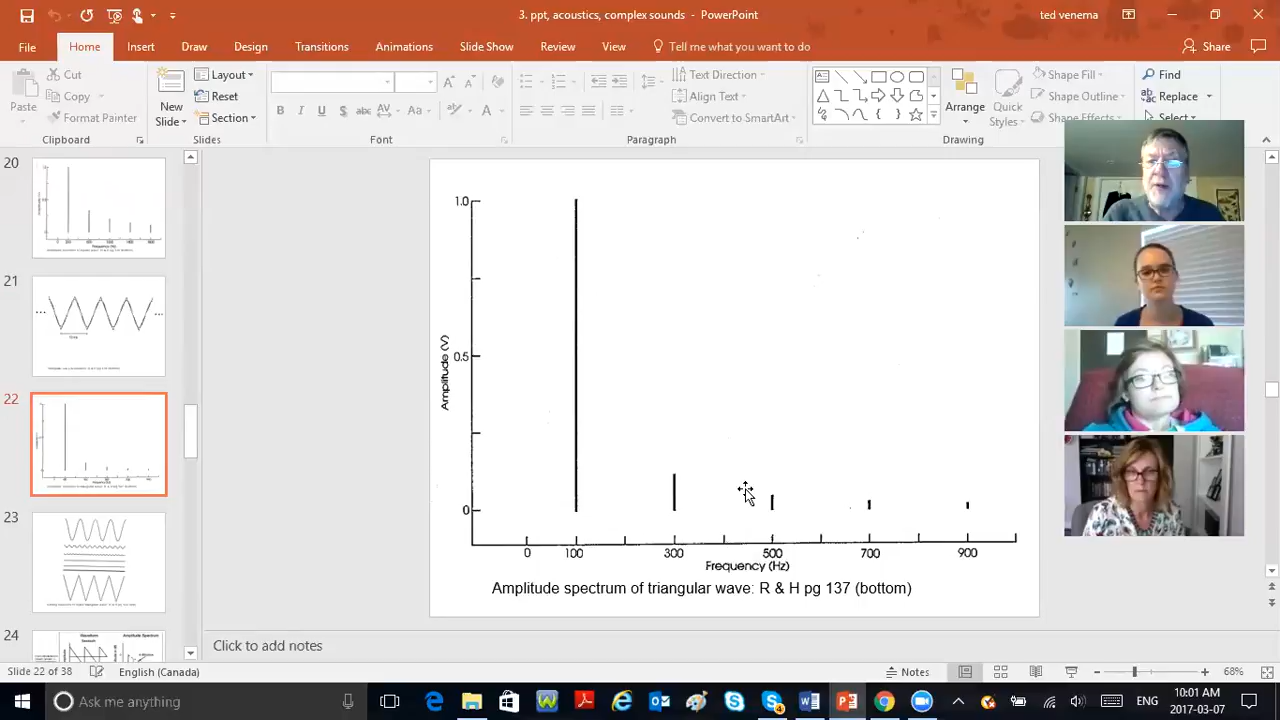 3. ppt, acoustics, complex sounds - PowerPoint
ted venema
File Home Insert Draw Design Transitions Animations Slide Show Review View Tell me what you want to do Share
Paste
Cut
Copy
Format Painter
Clipboard
New Slide
Layout
Reset
Section
Slides
B I U S abc AV Aa A
Font
Paragraph
Text Direction
Align Text
Convert to SmartArt
Arrange
Quick Styles
Shape Fill
Shape Outline
Shape Effects
Drawing
Find
Replace
Select
20
21
22
23
24
1.0
0.5
0
Amplitude (V)
0 100 300 500 700 900
Frequency (Hz)
Amplitude spectrum of triangular wave: R & H pg 137 (bottom)
Click to add notes
Slide 22 of 38 English (Canada) Notes 68%
Ask me anything
ENG
10:01 AM
2017-03-07